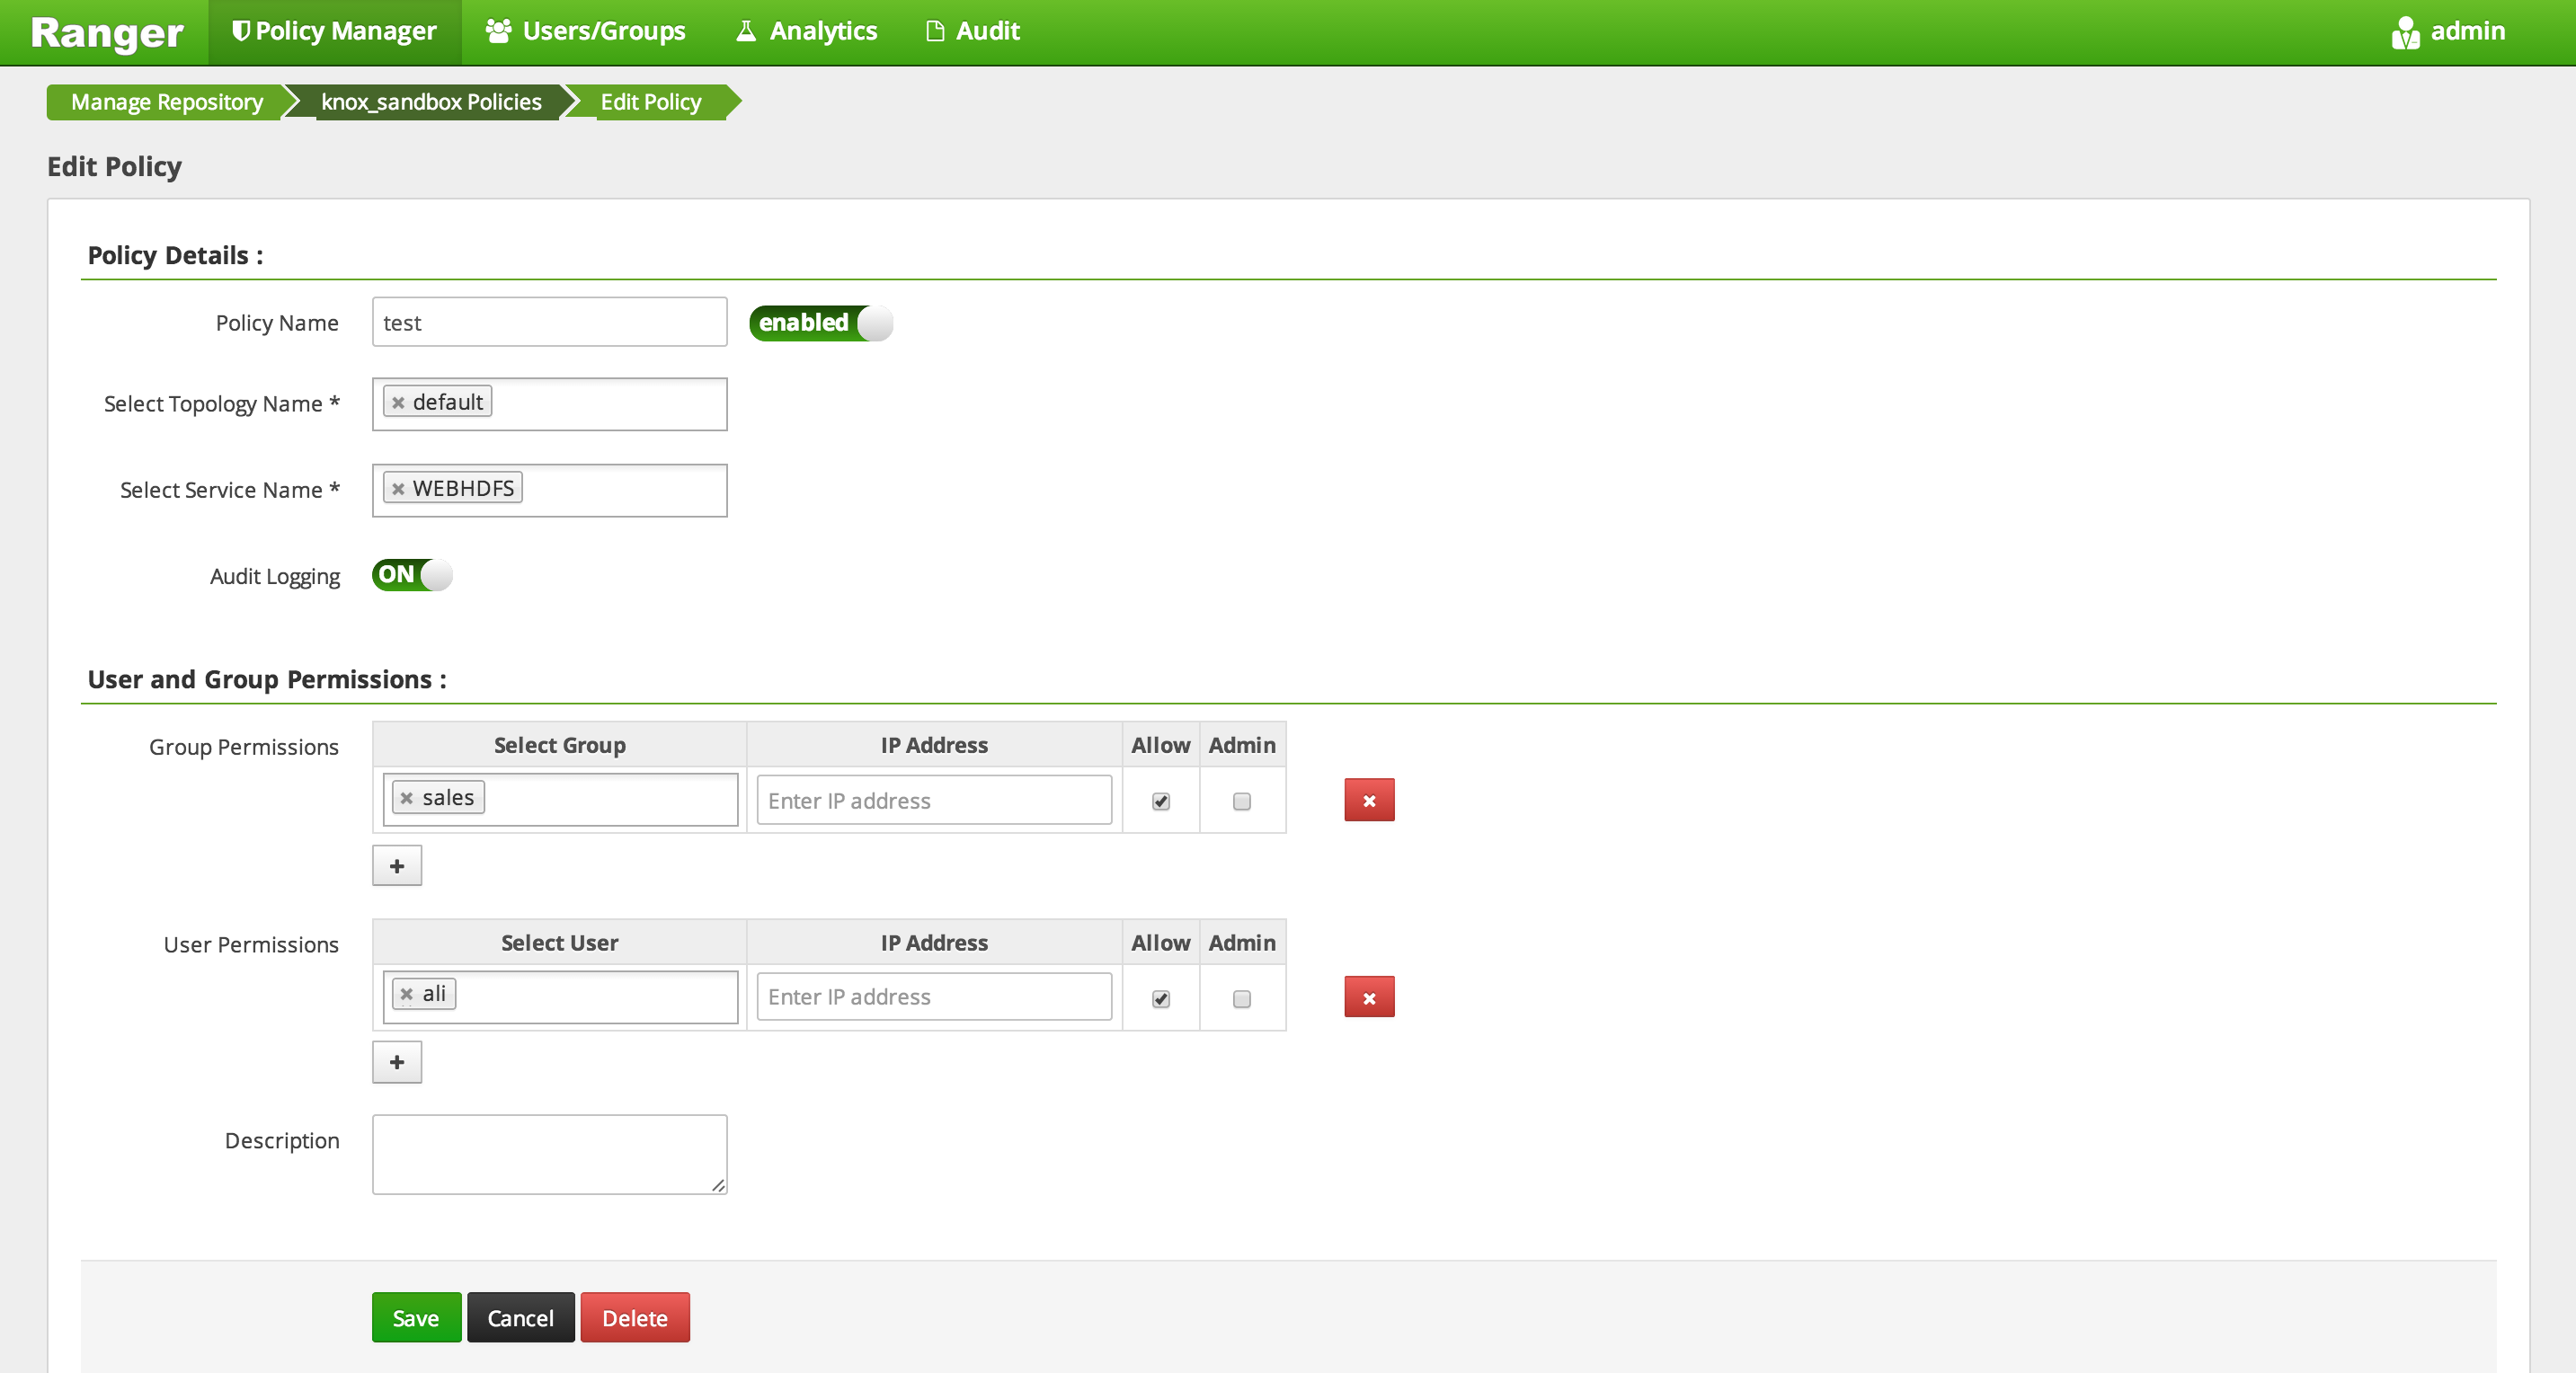 Ranger Policy Manager Users/Groups Analytics Audit admin
Manage Repository knox_sandbox Policies Edit Policy
Edit Policy
Policy Details :
Policy Name test enabled
Select Topology Name * default
Select Service Name * WEBHDFS
Audit Logging ON
User and Group Permissions :
Group Permissions Select Group IP Address Allow Admin
sales Enter IP address
+
User Permissions Select User IP Address Allow Admin
ali Enter IP address
+
Description
Save Cancel Delete